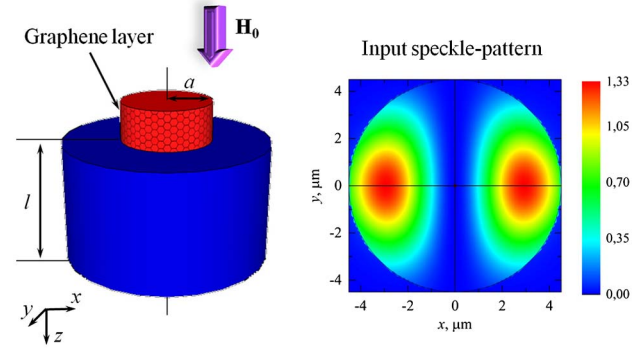 Graphene layer
H₀
a
l
y
x
z
Input speckle-pattern
y, μm
4
2
0
-2
-4
-4 -2 0 2 4
x, μm
1,33
1,05
0,70
0,35
0,00